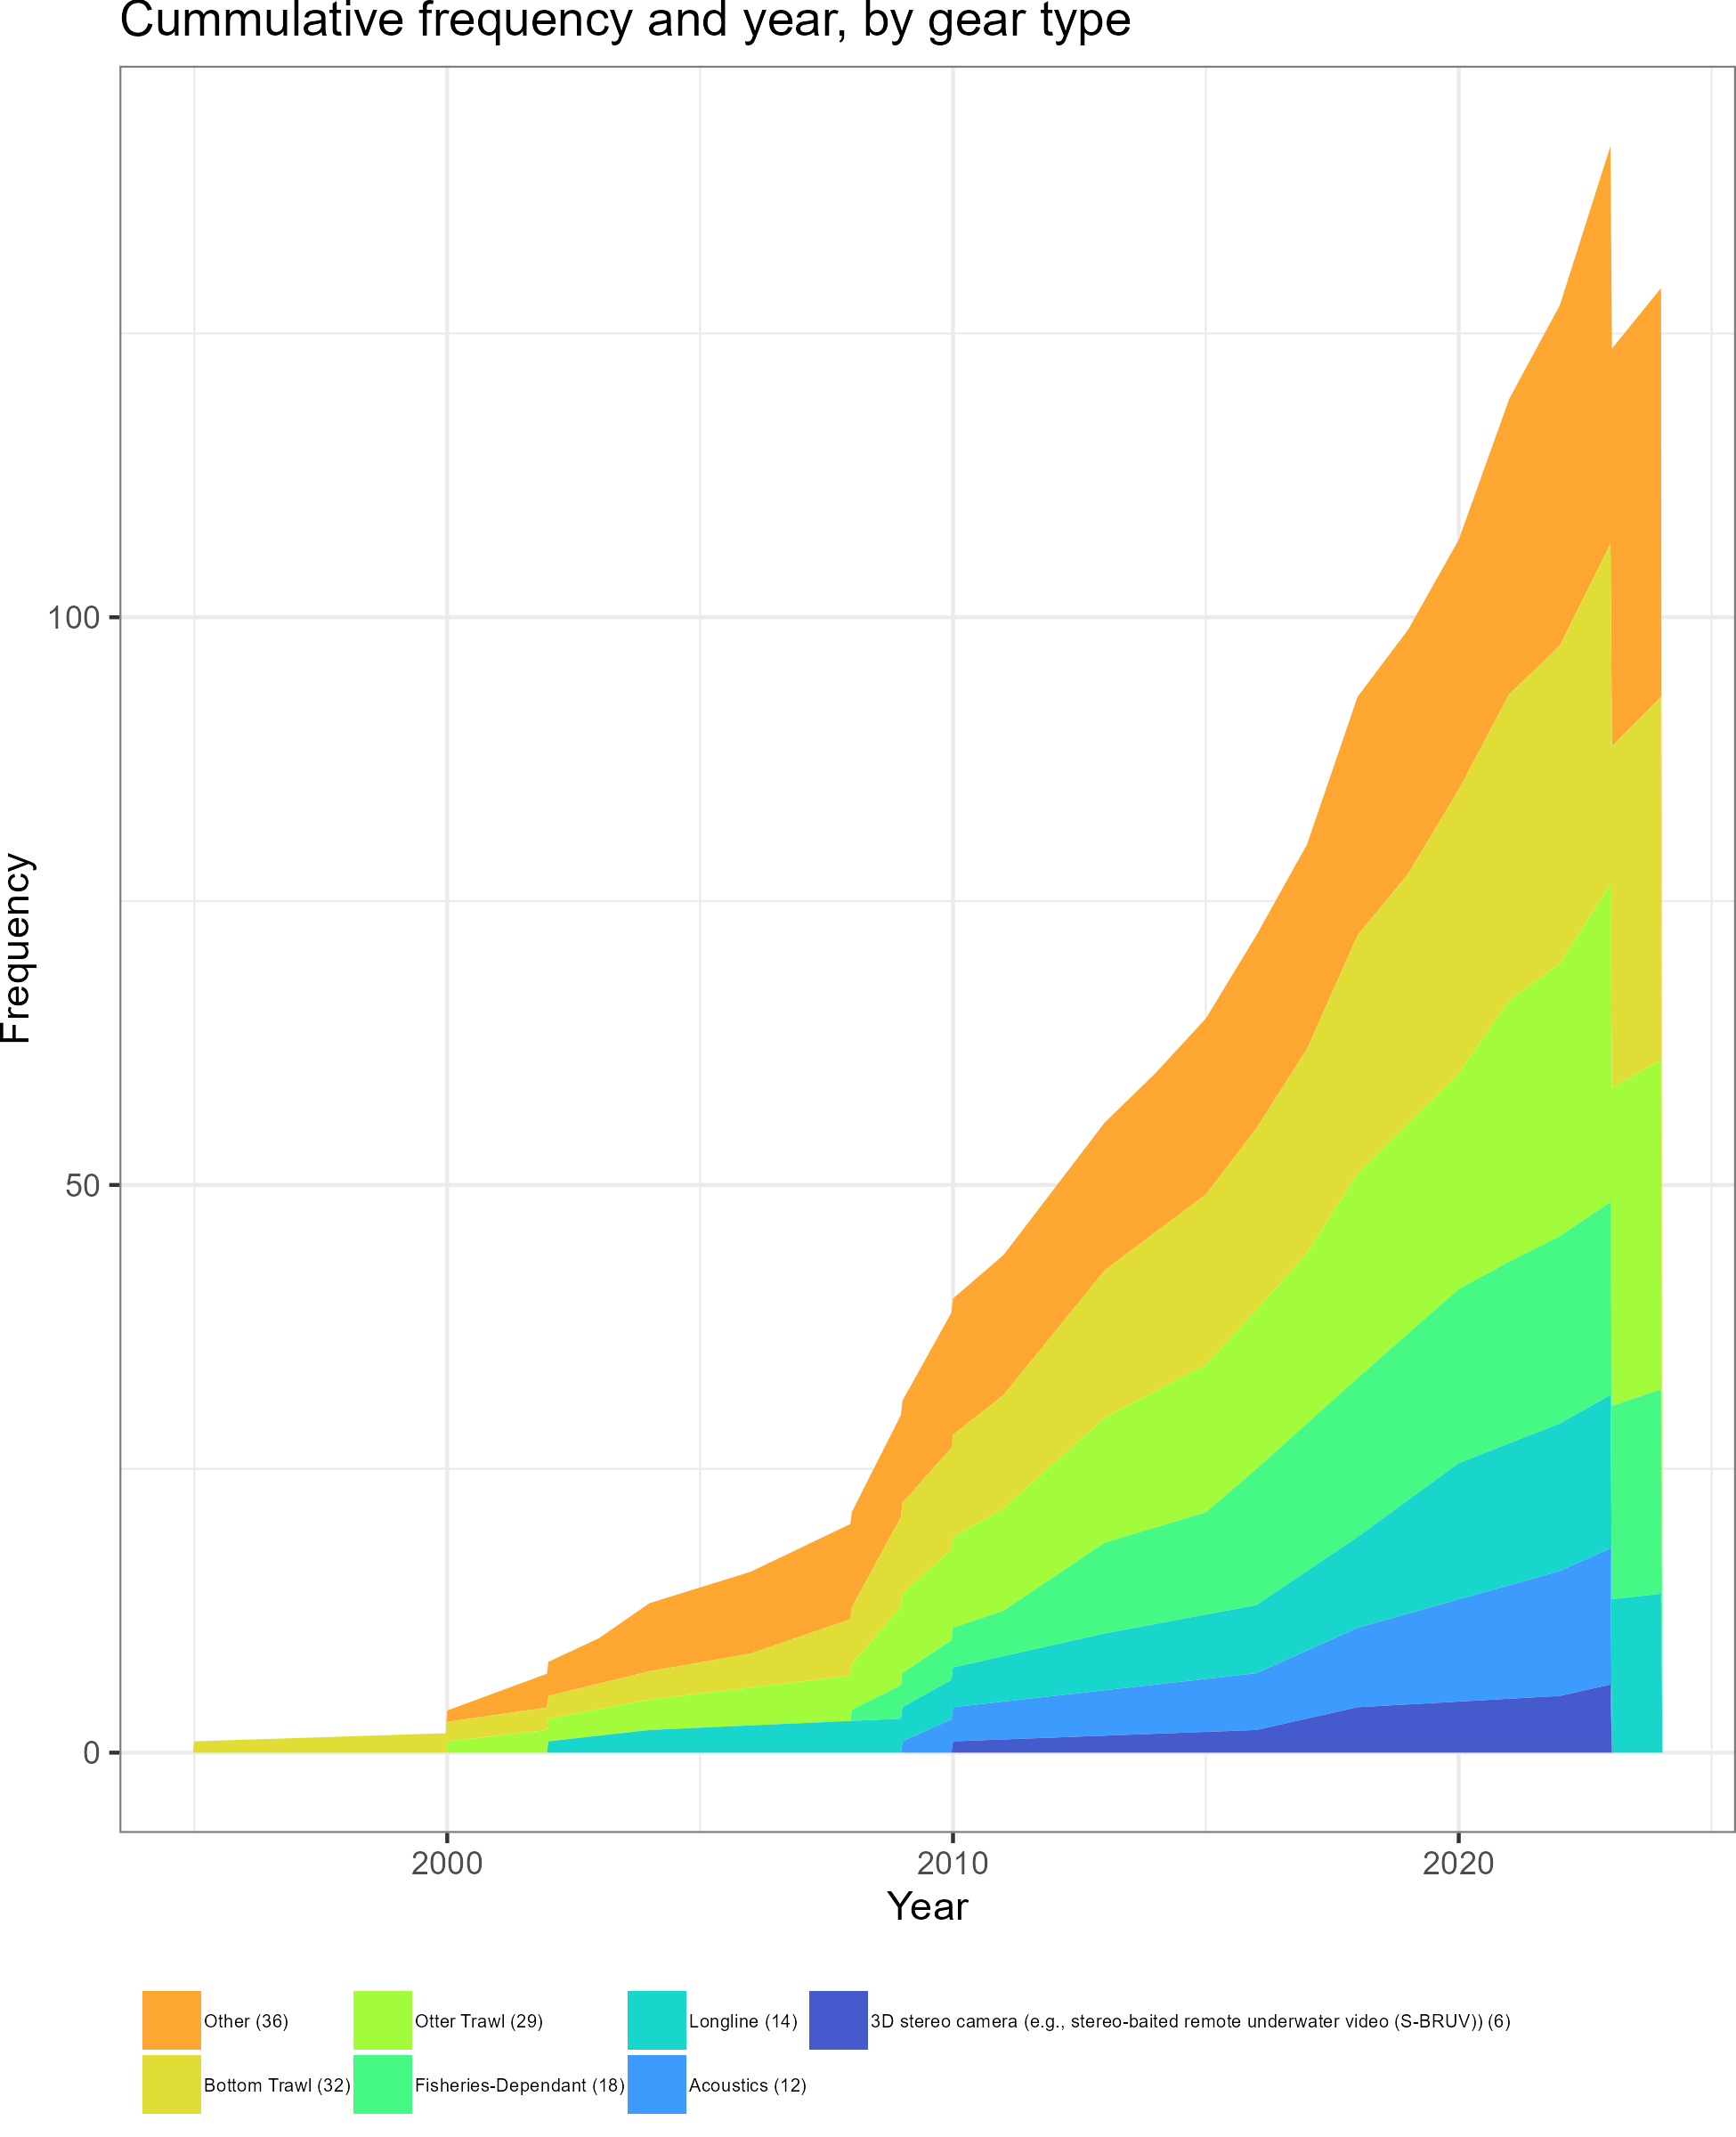 Cummulative frequency and year, by gear type
Frequency
100
50
0
2000
2010
2020
Year
Other (36)
Otter Trawl (29)
Longline (14)
3D stereo camera (e.g., stereo-baited remote underwater video (S-BRUV)) (6)
Bottom Trawl (32)
Fisheries-Dependant (18)
Acoustics (12)